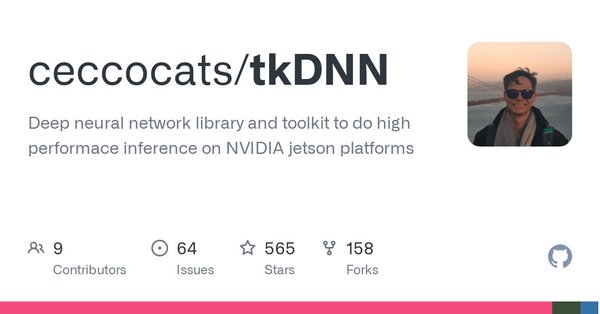 ceccocats/tkDNN
Deep neural network library and toolkit to do high
performace inference on NVIDIA jetson platforms
9
Contributors
64
Issues
565
Stars
158
Forks